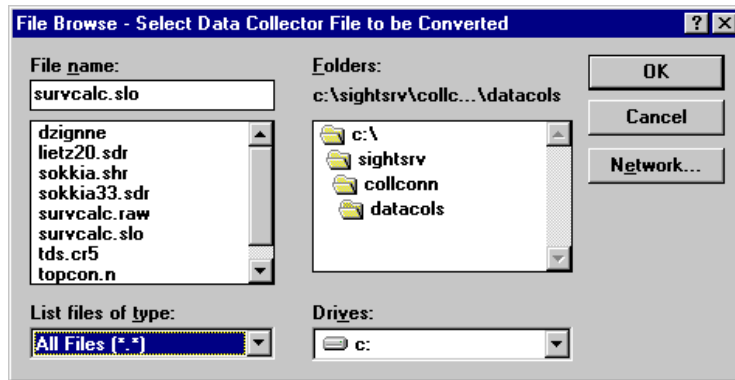 File Browse - Select Data Collector File to be Converted
File name:
survcalc.slo
dzignne
lietz20.sdr
sokkia.shr
sokkia33.sdr
survcalc.raw
survcalc.slo
tds.cr5
topcon.n
List files of type:
All Files (*.*)
Folders:
c:\sightsrv\collc...\datacols
c:\
sightsrv
collconn
datacols
Drives:
c:
OK
Cancel
Network...